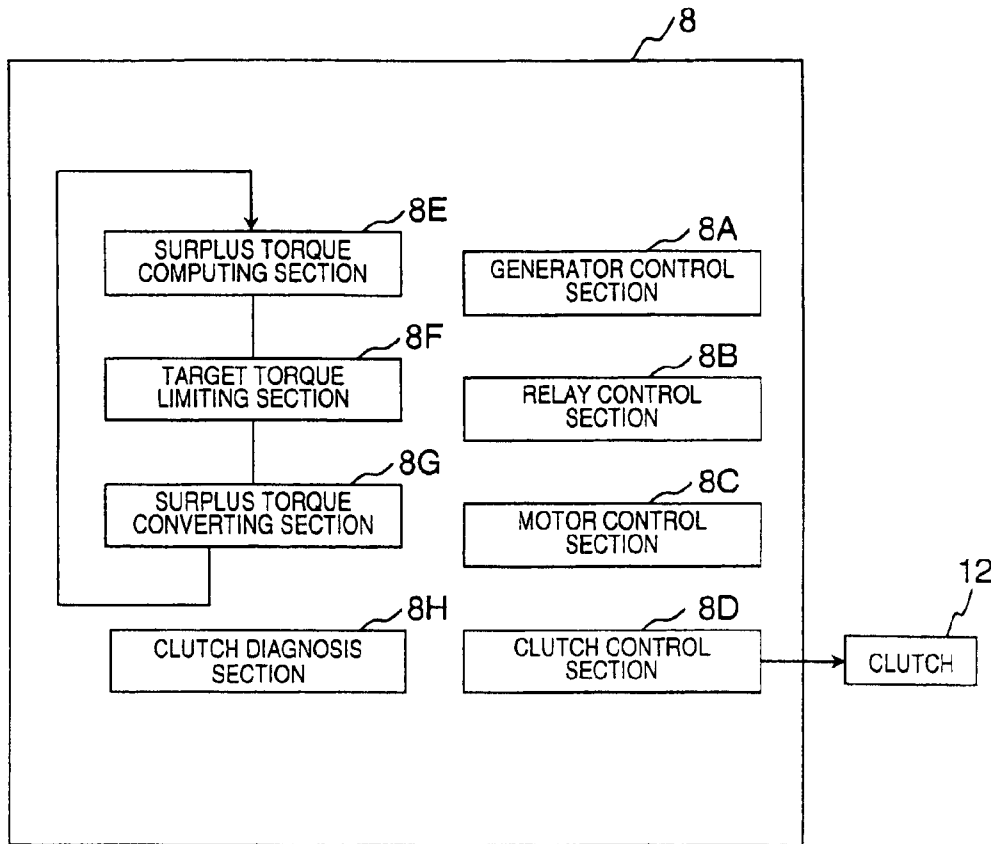 8
8E
SURPLUS TORQUE
COMPUTING SECTION
8A
GENERATOR CONTROL
SECTION
8F
TARGET TORQUE
LIMITING SECTION
8B
RELAY CONTROL
SECTION
8G
SURPLUS TORQUE
CONVERTING SECTION
8C
MOTOR CONTROL
SECTION
8H
CLUTCH DIAGNOSIS
SECTION
8D
CLUTCH CONTROL
SECTION
12
CLUTCH